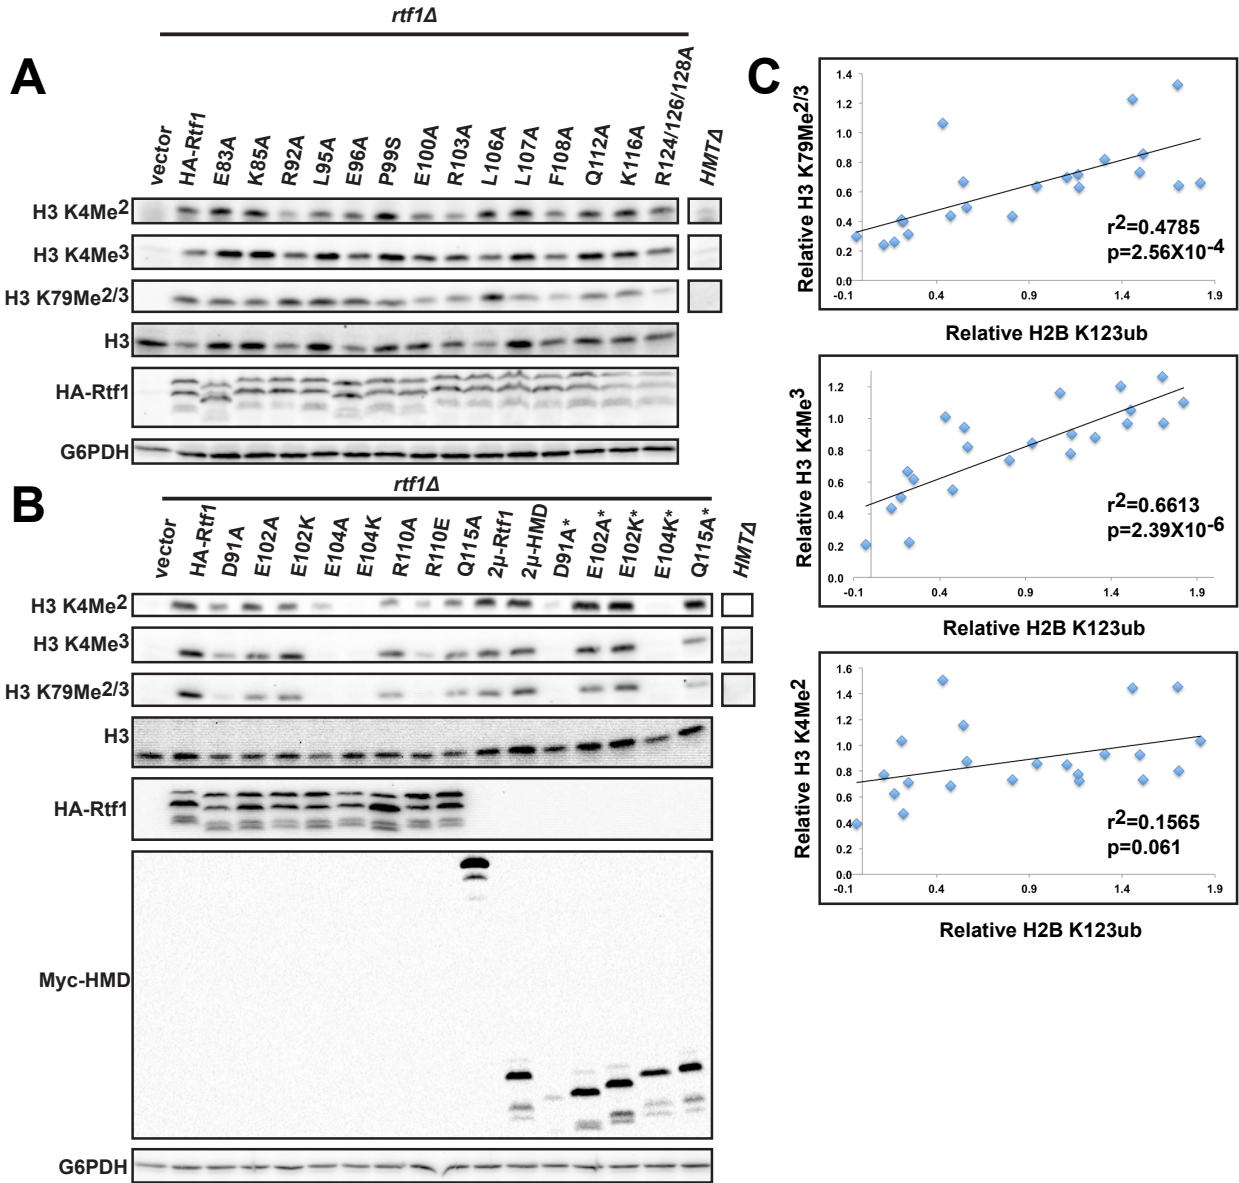 rtf1Δ
A
vector
HA-Rtf1
E83A
K85A
R92A
L95A
E96A
P99S
E100A
R103A
L106A
L107A
F108A
Q112A
K116A
R124/126/128A
HMTΔ
H3 K4Me2
H3 K4Me3
H3 K79Me2/3
H3
HA-Rtf1
G6PDH
B
rtf1Δ
vector
HA-Rtf1
D91A
E102A
E102K
E104A
E104K
R110A
R110E
Q115A
2μ-Rtf1
2μ-HMD
D91A*
E102A*
E102K*
E104K*
Q115A*
HMTΔ
H3 K4Me2
H3 K4Me3
H3 K79Me2/3
H3
HA-Rtf1
Myc-HMD
G6PDH
C
Relative H3 K79Me2/3
1.4
1.2
1.0
0.8
0.6
0.4
0.2
0.0
r2=0.4785
p=2.56X10-4
-0.1 0.4 0.9 1.4 1.9
Relative H2B K123ub
Relative H3 K4Me3
1.2
1.0
0.8
0.6
0.4
0.2
0.0
r2=0.6613
p=2.39X10-6
-0.1 0.4 0.9 1.4 1.9
Relative H2B K123ub
Relative H3 K4Me2
1.6
1.4
1.2
1.0
0.8
0.6
0.4
0.2
0.0
r2=0.1565
p=0.061
-0.1 0.4 0.9 1.4 1.9
Relative H2B K123ub